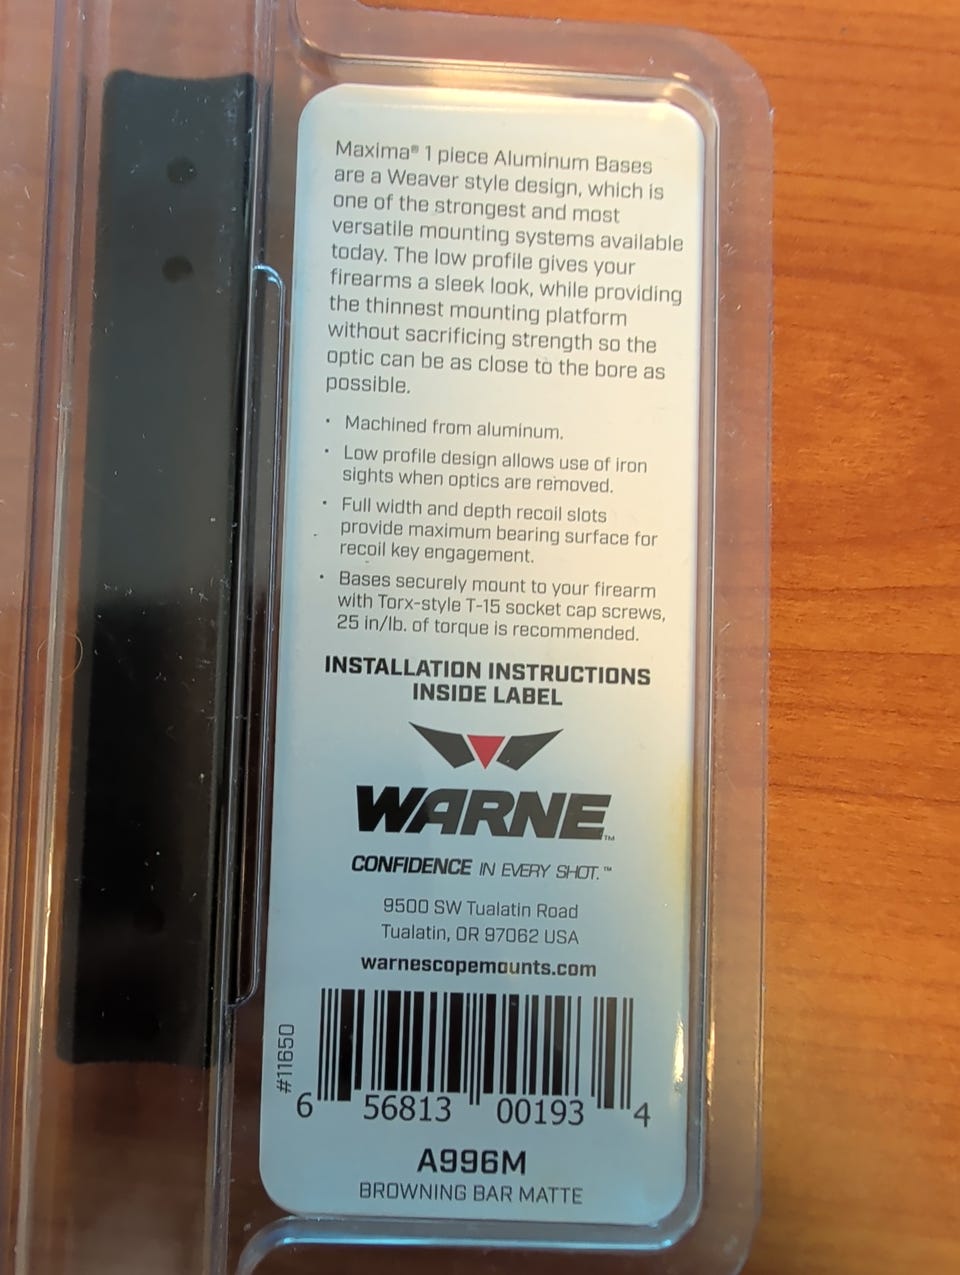 Maxima® 1 piece Aluminum Bases
are a Weaver style design, which is
one of the strongest and most
versatile mounting systems available
today. The low profile gives your
firearms a sleek look, while providing
the thinnest mounting platform
without sacrificing strength so the
optic can be as close to the bore as
possible.
· Machined from aluminum.
· Low profile design allows use of iron
sights when optics are removed.
· Full width and depth recoil slots
provide maximum bearing surface for
recoil key engagement.
· Bases securely mount to your firearm
with Torx-style T-15 socket cap screws,
25 in/lb. of torque is recommended.
INSTALLATION INSTRUCTIONS
INSIDE LABEL
WARNE™
CONFIDENCE IN EVERY SHOT.™
9500 SW Tualatin Road
Tualatin, OR 97062 USA
warnescopemounts.com
#11650
6 56813 00193 4
A996M
BROWNING BAR MATTE